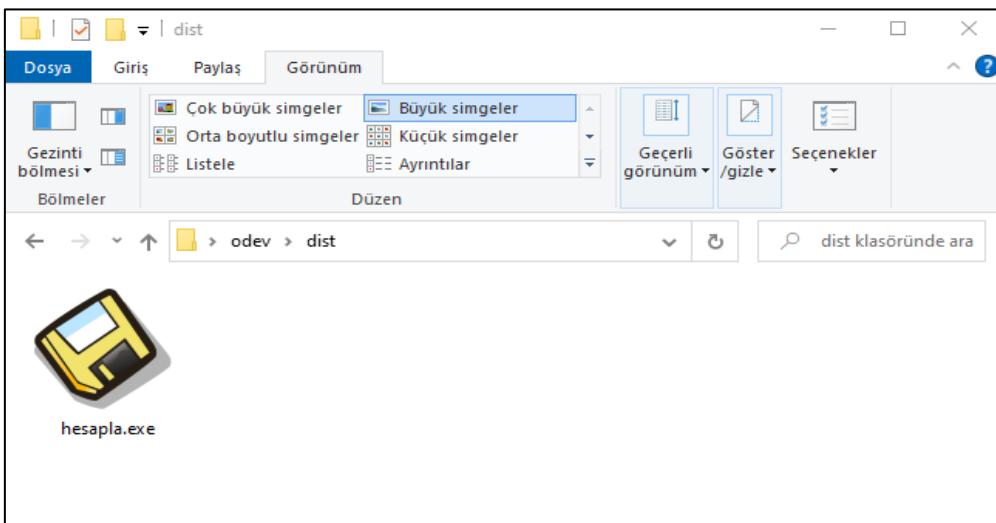 dist
Dosya Giriş Paylaş Görünüm
Çok büyük simgeler Büyük simgeler
Orta boyutlu simgeler Küçük simgeler
Listele Ayrıntılar
Gezinti bölmesi
Geçerli görünüm
Göster /gizle
Seçenekler
Bölmeler Düzen
odev dist
dist klasöründe ara
hesapla.exe